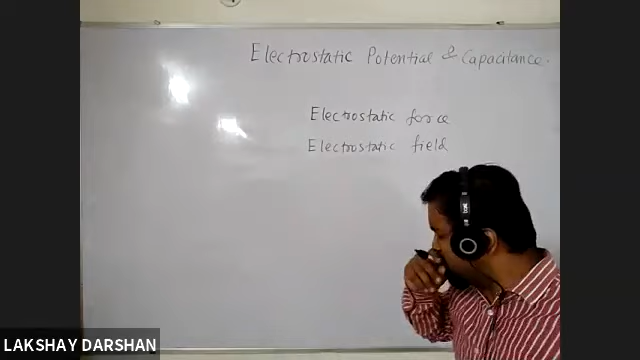 Electrostatic Potential & Capacitance.
Electrostatic force
Electrostatic field
LAKSHAY DARSHAN